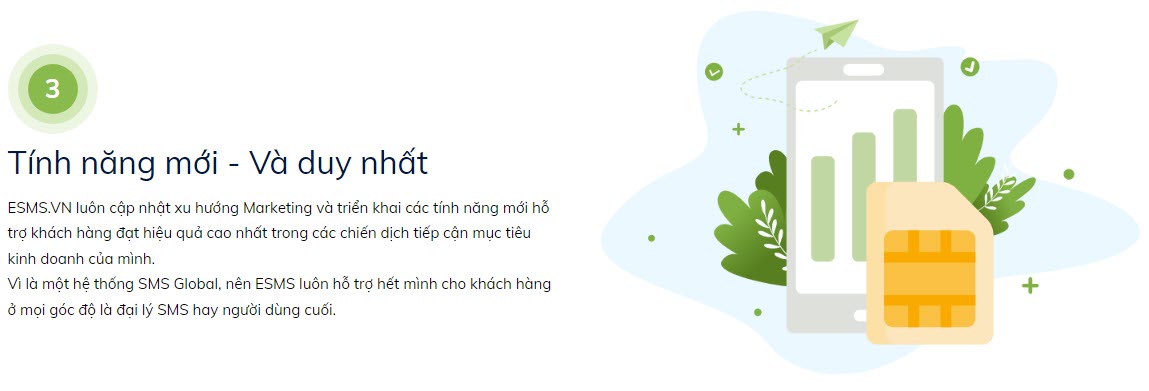 3
Tính năng mới - Và duy nhất
ESMS.VN luôn cập nhật xu hướng Marketing và triển khai các tính năng mới hỗ
trợ khách hàng đạt hiệu quả cao nhất trong các chiến dịch tiếp cận mục tiêu
kinh doanh của mình.
Vì là một hệ thống SMS Global, nên ESMS luôn hỗ trợ hết mình cho khách hàng
ở mọi góc độ là đại lý SMS hay người dùng cuối.